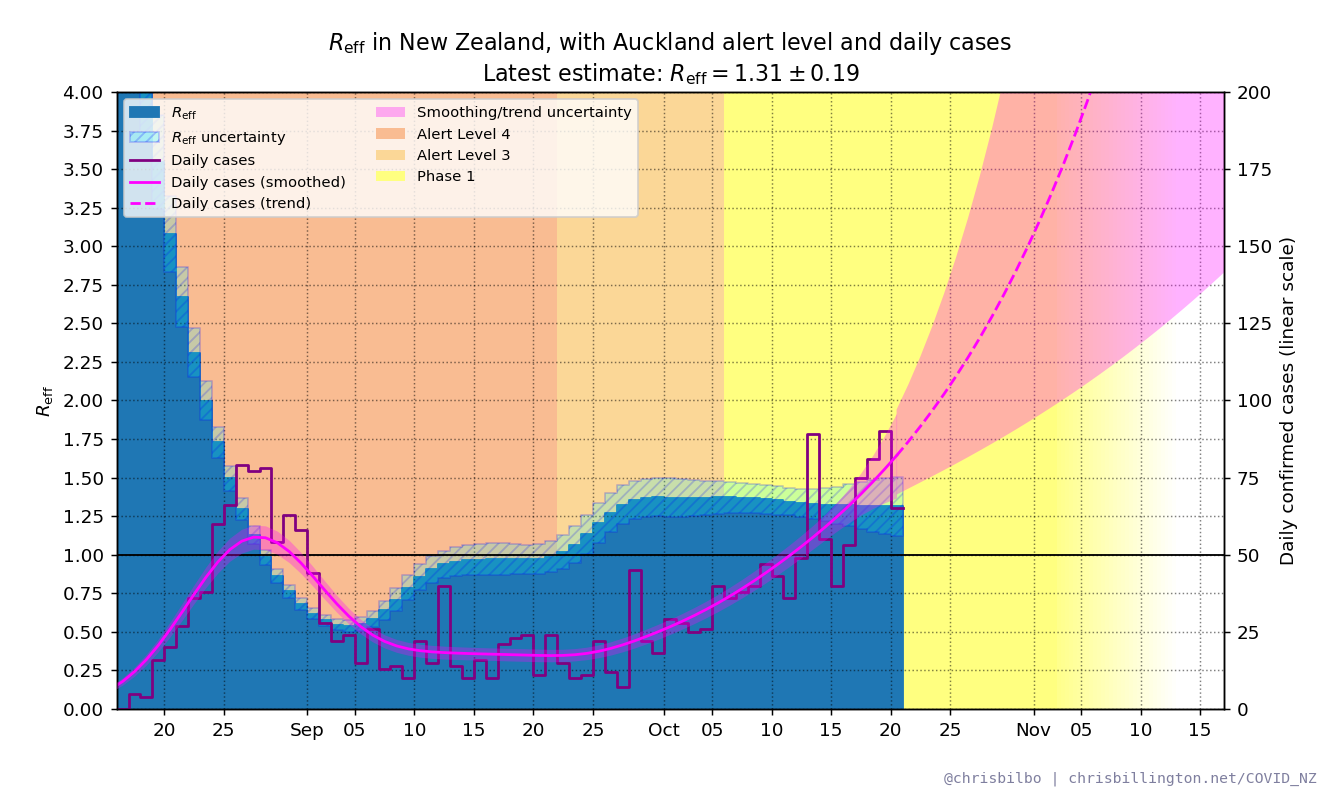 R_eff in New Zealand, with Auckland alert level and daily cases
Latest estimate: R_eff = 1.31 ± 0.19
R_eff
R_eff uncertainty
Daily cases
Daily cases (smoothed)
Daily cases (trend)
Smoothing/trend uncertainty
Alert Level 4
Alert Level 3
Phase 1
R_eff
4.00
3.75
3.50
3.25
3.00
2.75
2.50
2.25
2.00
1.75
1.50
1.25
1.00
0.75
0.50
0.25
0.00
200
175
150
125
100
75
50
25
0
Daily confirmed cases (linear scale)
20 25 Sep 05 10 15 20 25 Oct 05 10 15 20 25 Nov 05 10 15
@chrisbilbo | chrisbillington.net/COVID_NZ